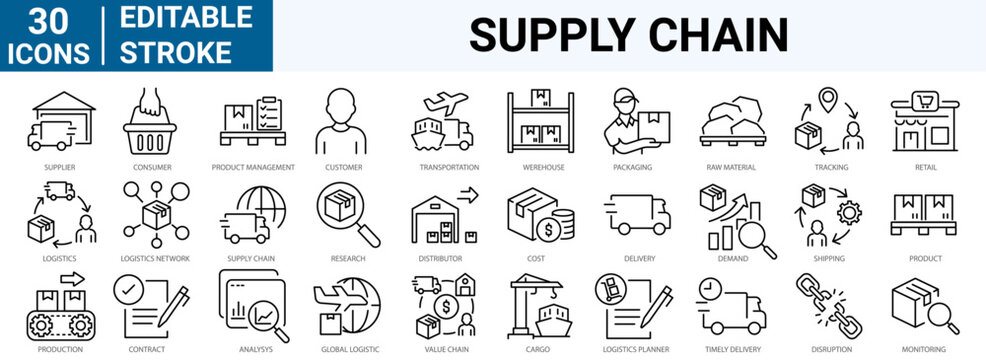 30
ICONS
EDITABLE
STROKE
SUPPLY CHAIN
SUPPLIER CONSUMER PRODUCT MANAGEMENT CUSTOMER TRANSPORTATION WEREHOUSE PACKAGING RAW MATERIAL TRACKING RETAIL
LOGISTICS LOGISTICS NETWORK SUPPLY CHAIN RESEARCH DISTRIBUTOR COST DELIVERY DEMAND SHIPPING PRODUCT
PRODUCTION CONTRACT ANALYSYS GLOBAL LOGISTIC VALUE CHAIN CARGO LOGISTICS PLANNER TIMELY DELIVERY DISRUPTION MONITORING